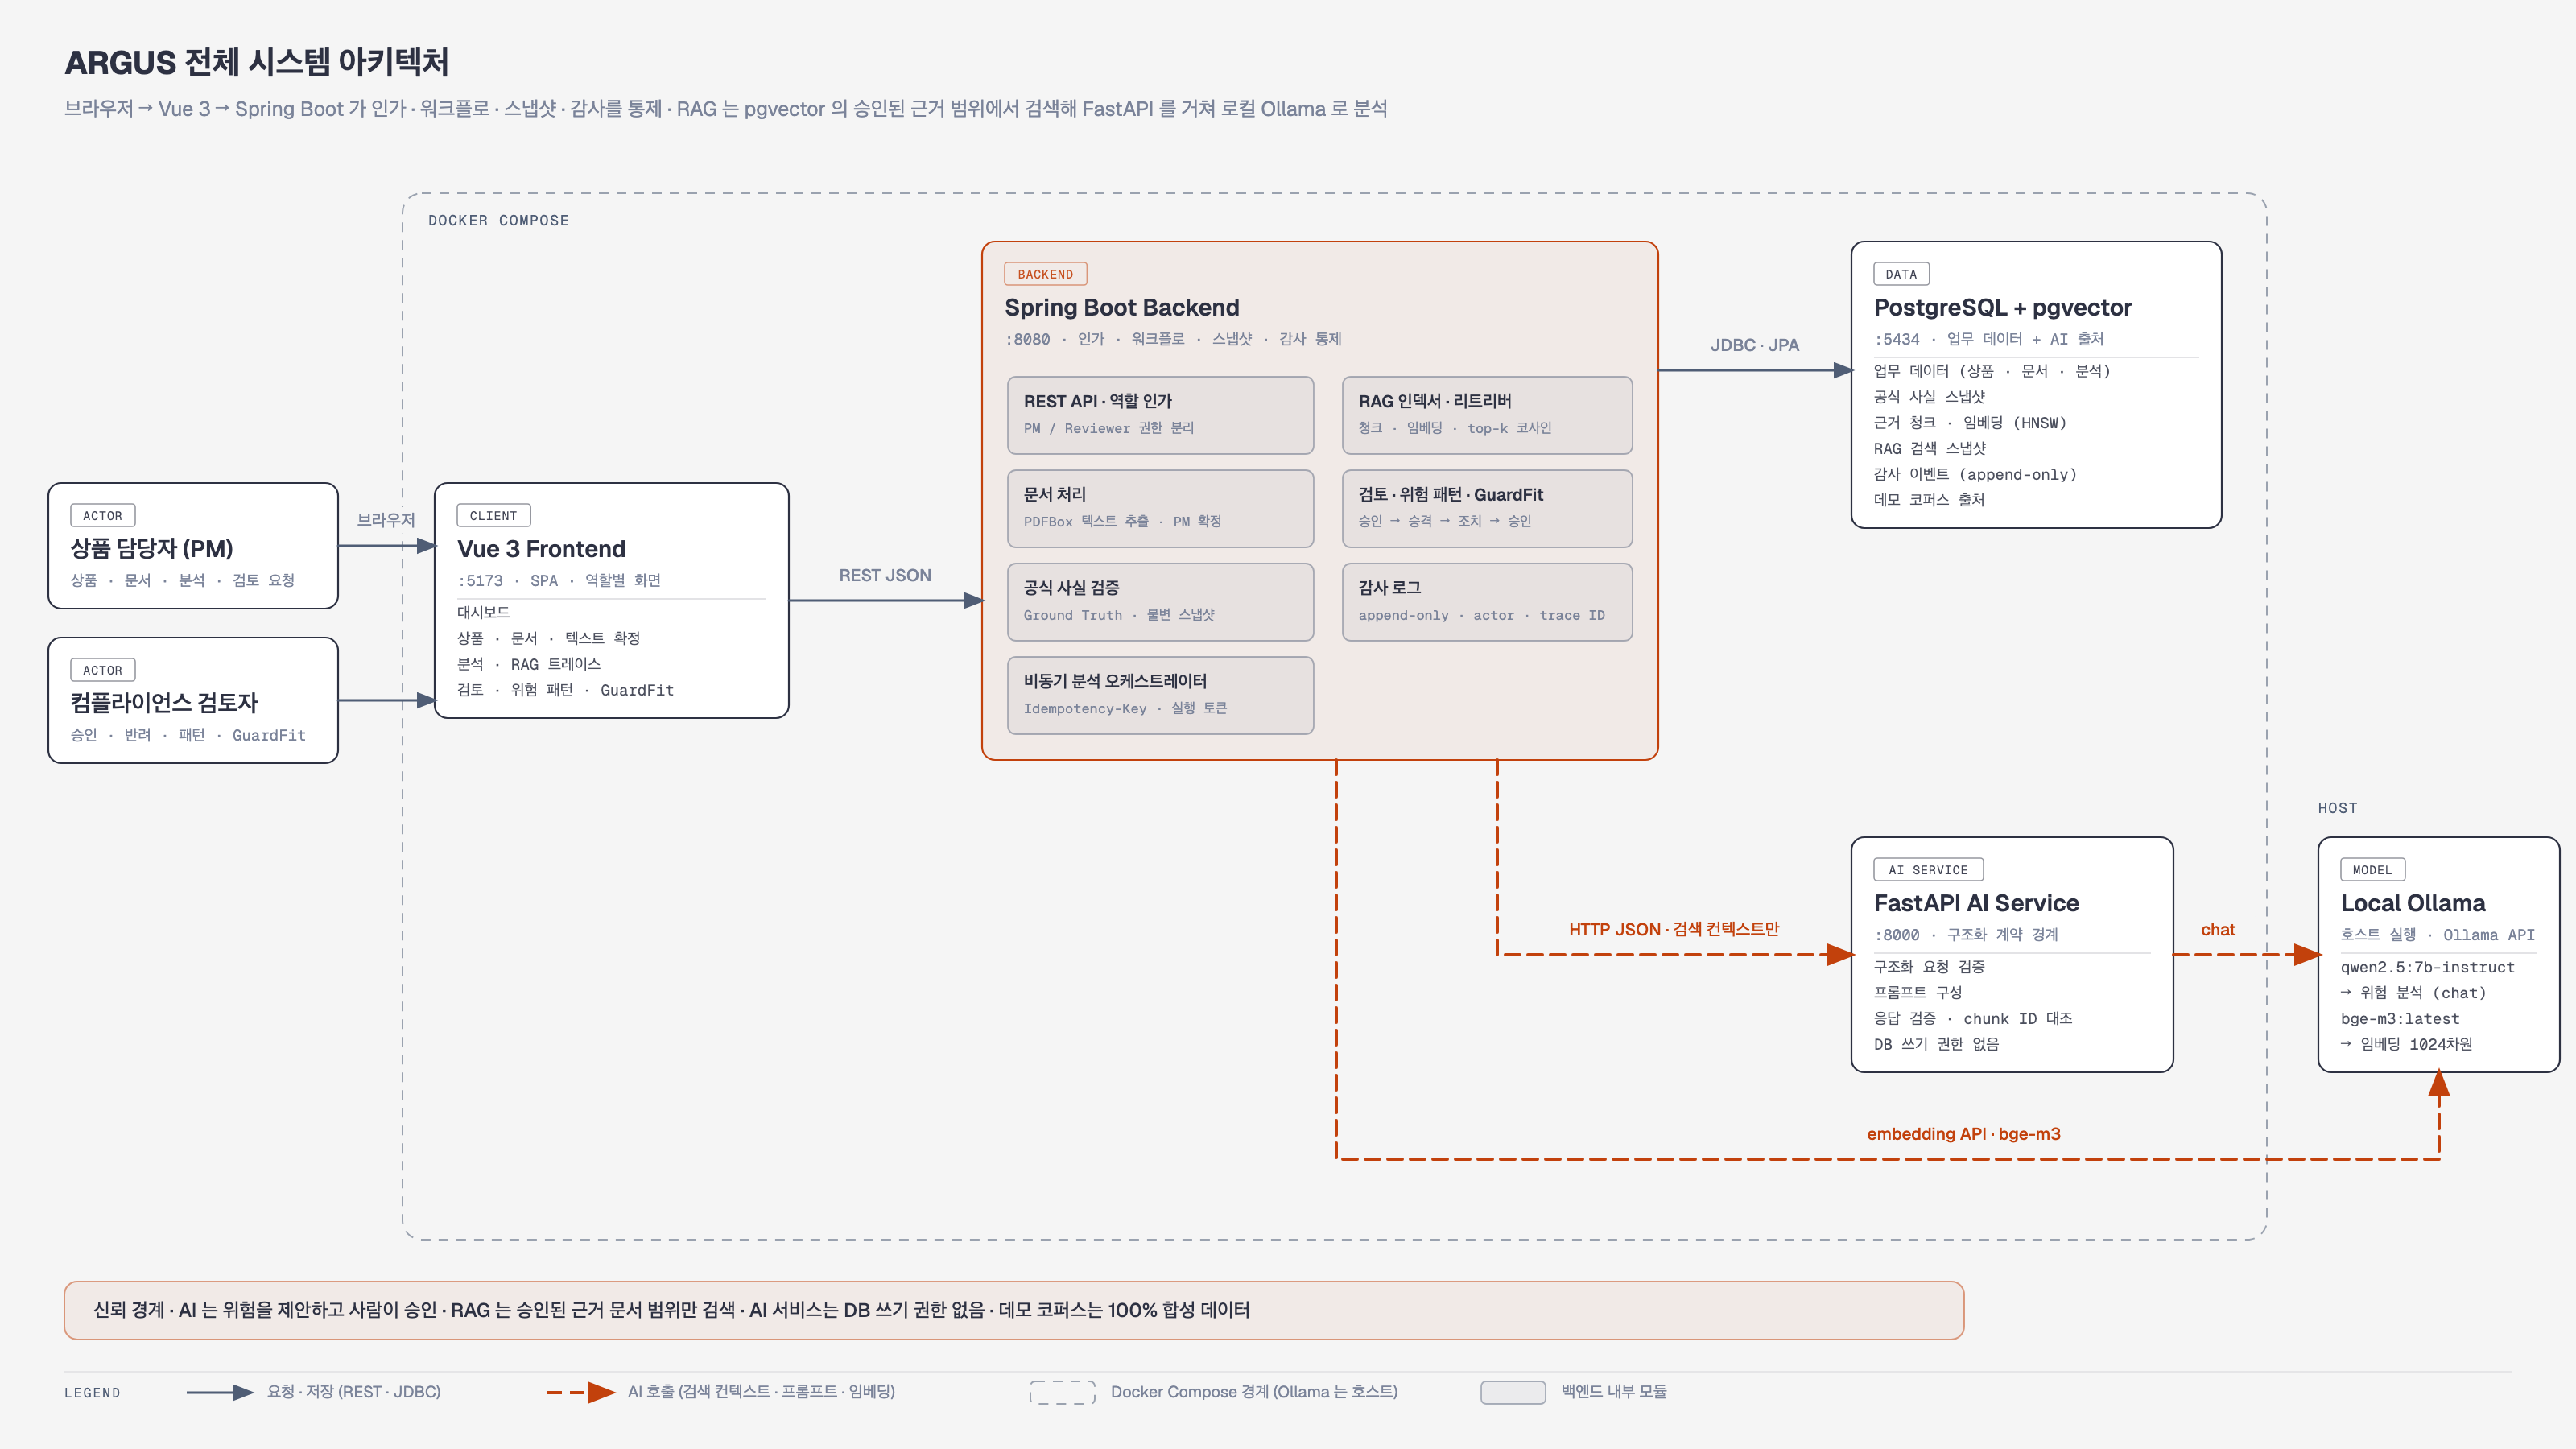 ARGUS 전체 시스템 아키텍처
브라우저 → Vue 3 → Spring Boot 가 인가 · 워크플로 · 스냅샷 · 감사를 통제 · RAG 는 pgvector 의 승인된 근거 범위에서 검색해 FastAPI 를 거쳐 로컬 Ollama 로 분석
DOCKER COMPOSE
ACTOR
상품 담당자 (PM)
상품 · 문서 · 분석 · 검토 요청
ACTOR
컴플라이언스 검토자
승인 · 반려 · 패턴 · GuardFit
브라우저
CLIENT
Vue 3 Frontend
:5173 · SPA · 역할별 화면
대시보드
상품 · 문서 · 텍스트 확정
분석 · RAG 트레이스
검토 · 위험 패턴 · GuardFit
REST JSON
BACKEND
Spring Boot Backend
:8080 · 인가 · 워크플로 · 스냅샷 · 감사 통제
REST API · 역할 인가
PM / Reviewer 권한 분리
RAG 인덱서 · 리트리버
청크 · 임베딩 · top-k 코사인
문서 처리
PDFBox 텍스트 추출 · PM 확정
검토 · 위험 패턴 · GuardFit
승인 → 승격 → 조치 → 승인
공식 사실 검증
Ground Truth · 불변 스냅샷
감사 로그
append-only · actor · trace ID
비동기 분석 오케스트레이터
Idempotency-Key · 실행 토큰
JDBC · JPA
DATA
PostgreSQL + pgvector
:5434 · 업무 데이터 + AI 출처
업무 데이터 (상품 · 문서 · 분석)
공식 사실 스냅샷
근거 청크 · 임베딩 (HNSW)
RAG 검색 스냅샷
감사 이벤트 (append-only)
데모 코퍼스 출처
HTTP JSON · 검색 컨텍스트만
AI SERVICE
FastAPI AI Service
:8000 · 구조화 계약 경계
구조화 요청 검증
프롬프트 구성
응답 검증 · chunk ID 대조
DB 쓰기 권한 없음
chat
HOST
MODEL
Local Ollama
호스트 실행 · Ollama API
qwen2.5:7b-instruct
→ 위험 분석 (chat)
bge-m3:latest
→ 임베딩 1024차원
embedding API · bge-m3
신뢰 경계 · AI 는 위험을 제안하고 사람이 승인 · RAG 는 승인된 근거 문서 범위만 검색 · AI 서비스는 DB 쓰기 권한 없음 · 데모 코퍼스는 100% 합성 데이터
LEGEND
요청 · 저장 (REST · JDBC)
AI 호출 (검색 컨텍스트 · 프롬프트 · 임베딩)
Docker Compose 경계 (Ollama 는 호스트)
백엔드 내부 모듈